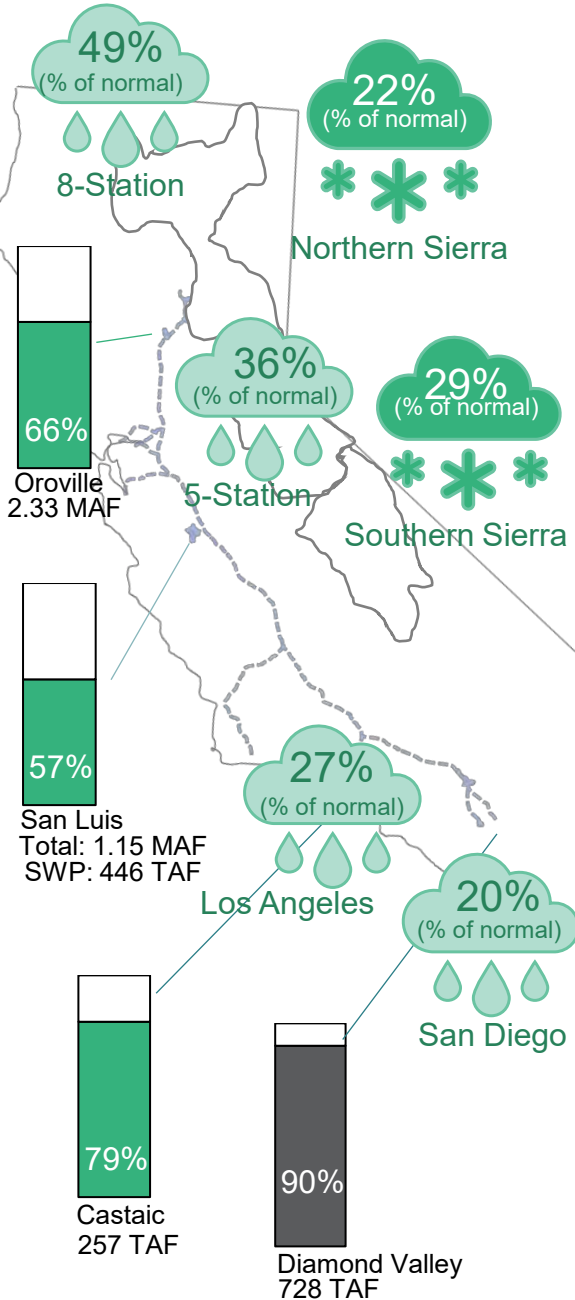 49%
(% of normal)
8-Station
22%
(% of normal)
Northern Sierra
66%
Oroville
2.33 MAF
36%
(% of normal)
5-Station
29%
(% of normal)
Southern Sierra
57%
San Luis
Total: 1.15 MAF
SWP: 446 TAF
27%
(% of normal)
Los Angeles
20%
(% of normal)
San Diego
79%
Castaic
257 TAF
90%
Diamond Valley
728 TAF